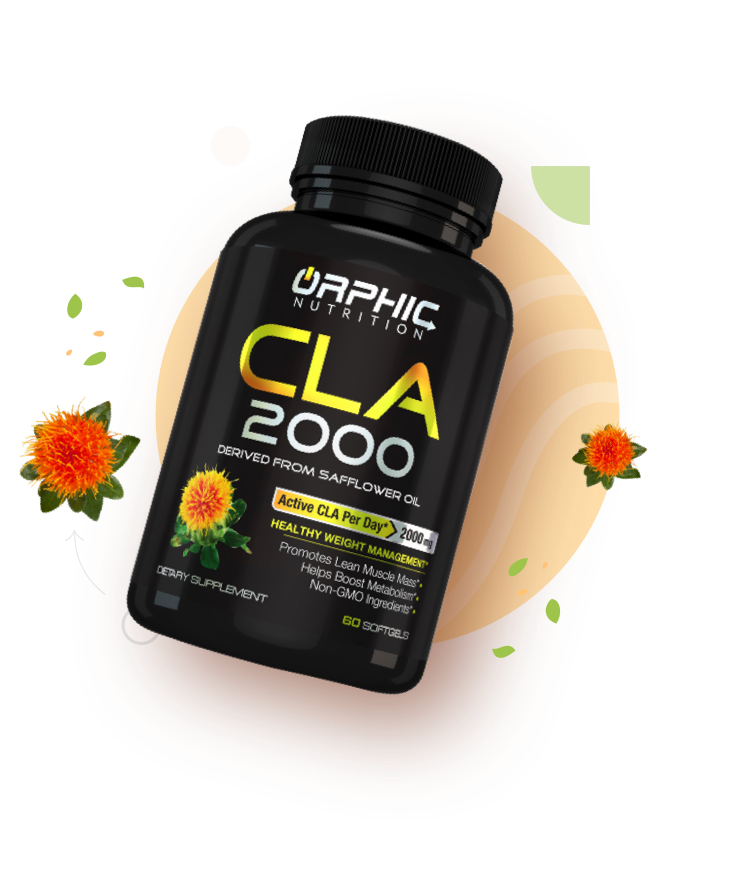 ORPHIC
NUTRITION
CLA
2000
DERIVED FROM SAFFLOWER OIL
Active CLA Per Day* 2000 mg
HEALTHY WEIGHT MANAGEMENT*
Promotes Lean Muscle Mass*•
Helps Boost Metabolism*•
Non-GMO Ingredients*•
DIETARY SUPPLEMENT
60 SOFTGELS